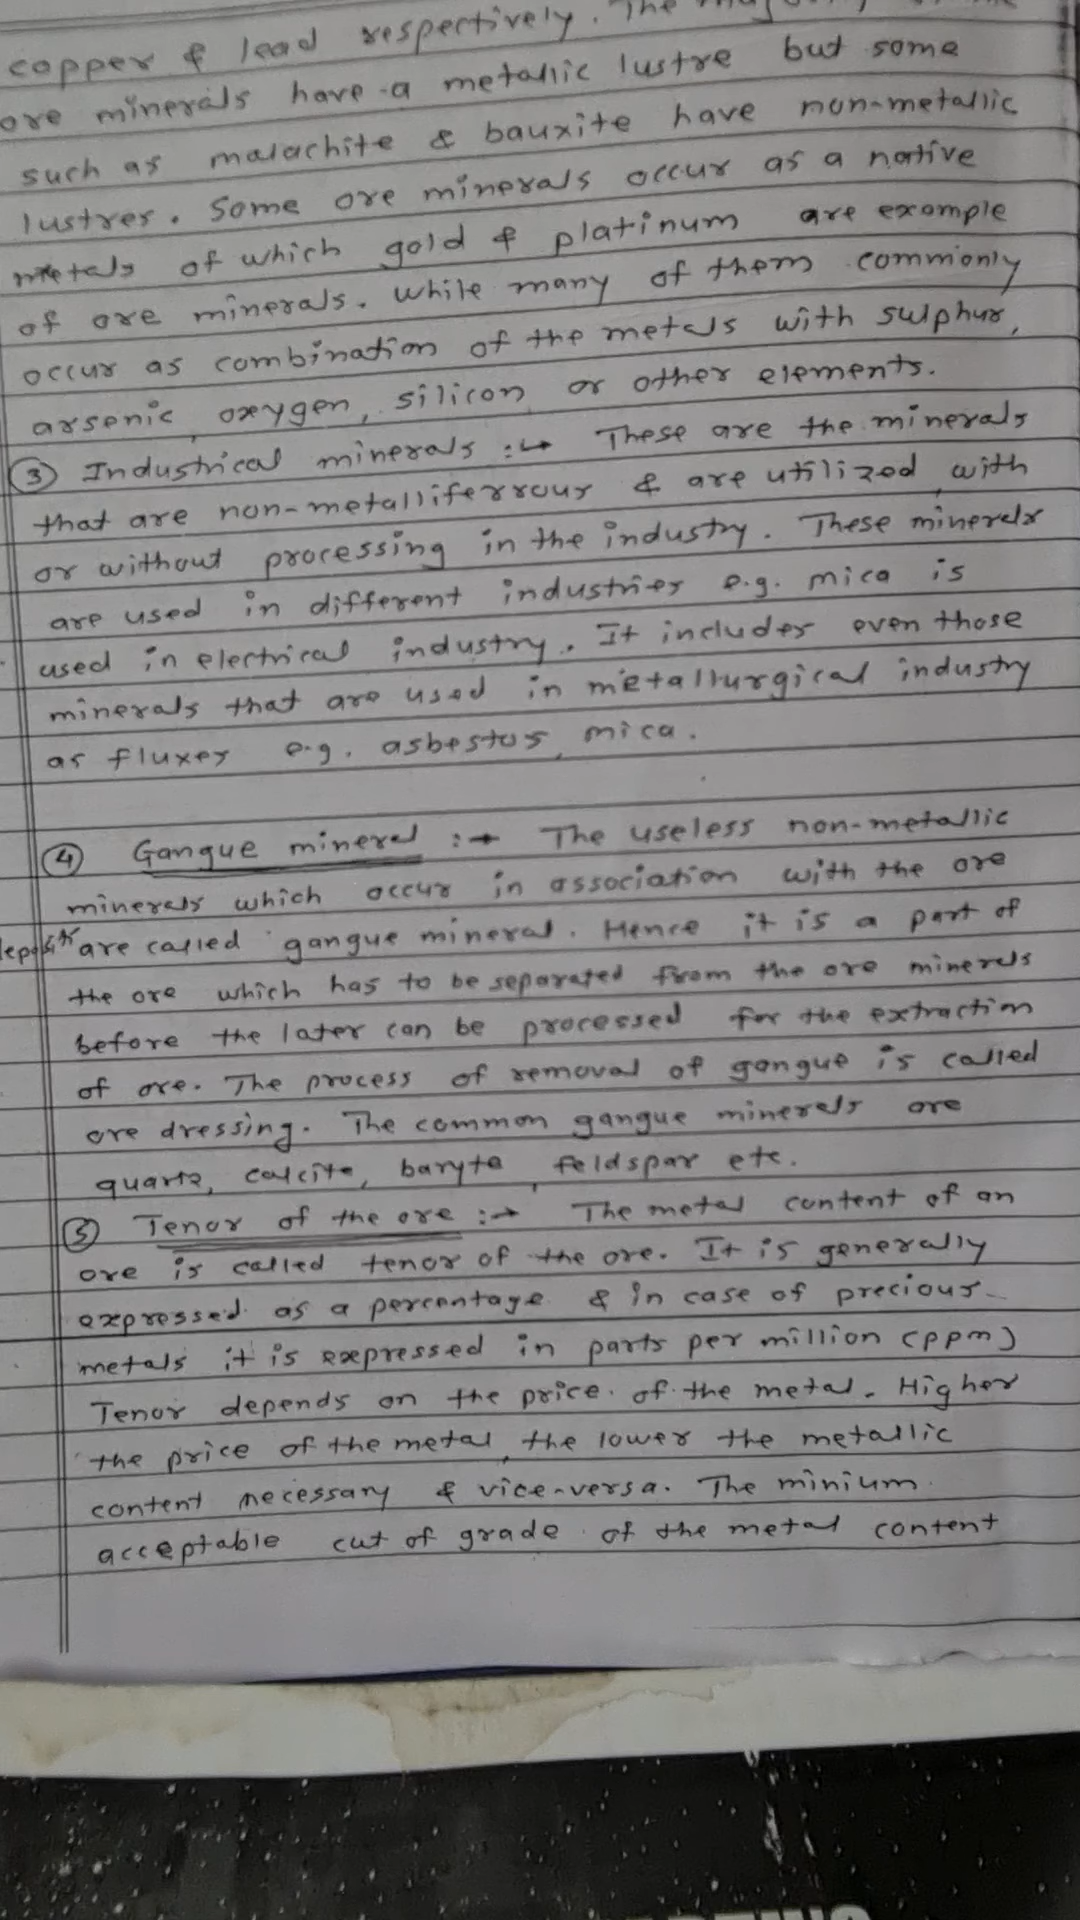 copper & lead respectively. The
ore minerals have a metallic lustre but some
such as malachite & bauxite have non-metallic
lustres. Some ore minerals occur as a native
metals of which gold & platinum are example
of ore minerals. While many of them commonly
occur as combination of the metals with sulphur,
arsenic, oxygen, silicon or other elements.
③ Industrical minerals :→ These are the minerals
that are non-metalliferrous & are utilized with
or without processing in the industry. These minerals
are used in different industries e.g. mica is
used in electrical industry. It includes even those
minerals that are used in metallurgical industry
as fluxes e.g. asbestos, mica.
④ Gangue mineral :→ The useless non-metallic
minerals which occur in association with the ore
deposits are called gangue mineral. Hence it is a part of
the ore which has to be separated from the ore minerals
before the later can be processed for the extraction
of ore. The process of removal of gangue is called
ore dressing. The common gangue minerals are
quartz, calcite, baryte, feldspar etc.
⑤ Tenor of the ore :→ The metal content of an
ore is called tenor of the ore. It is generally
expressed as a percentage & in case of precious
metals it is expressed in parts per million (ppm)
Tenor depends on the price of the metal. Higher
the price of the metal, the lower the metallic
content necessary & vice-versa. The minium
acceptable cut of grade of the metal content